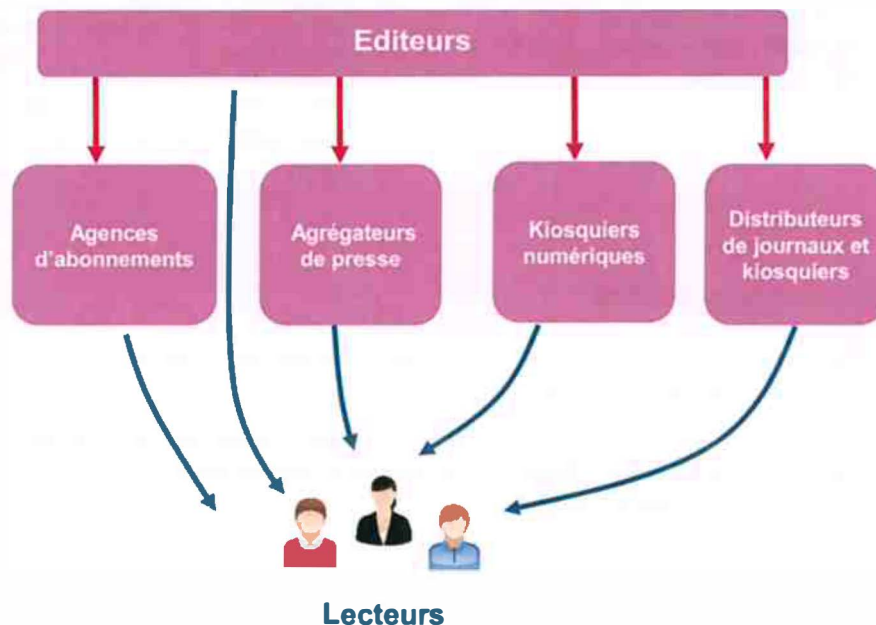 Editeurs
Agences
d'abonnements
Agrégateurs
de presse
Kiosquiers
numériques
Distributeurs
de journaux et
kiosquiers
Lecteurs